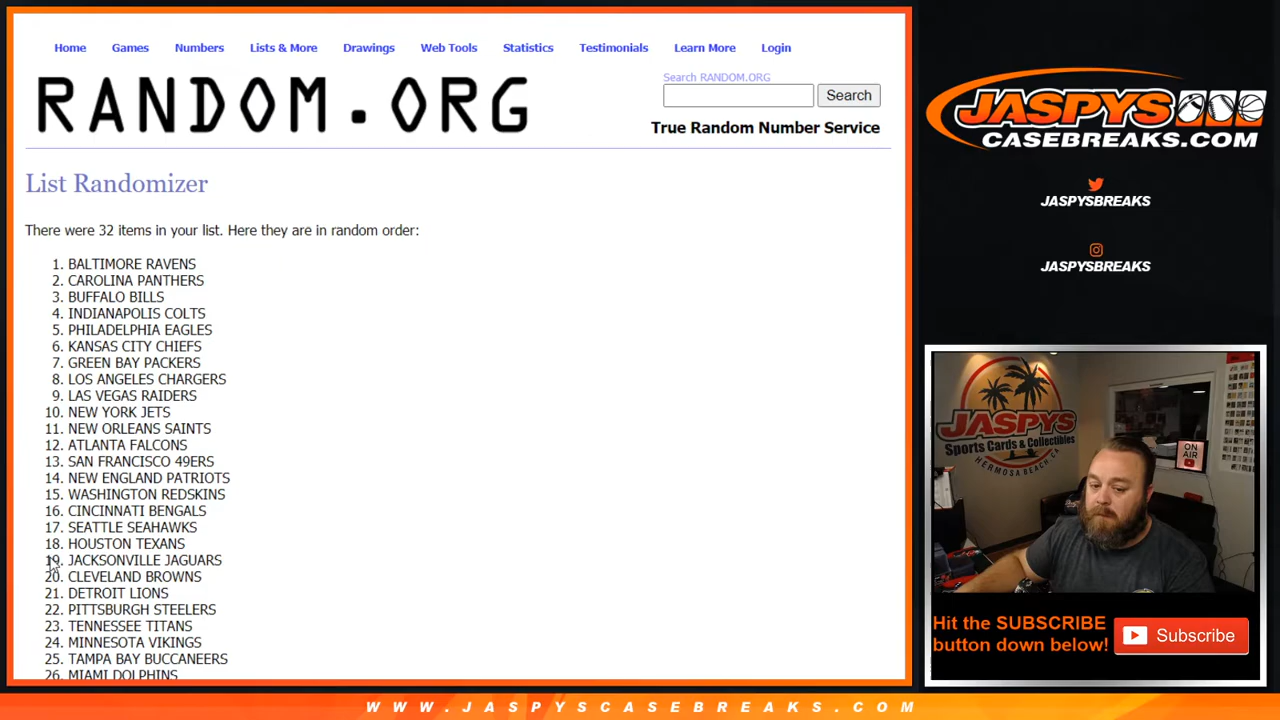 Home Games Numbers Lists & More Drawings Web Tools Statistics Testimonials Learn More Login
RANDOM.ORG
Search RANDOM.ORG
Search
True Random Number Service
List Randomizer
There were 32 items in your list. Here they are in random order:
1. BALTIMORE RAVENS
2. CAROLINA PANTHERS
3. BUFFALO BILLS
4. INDIANAPOLIS COLTS
5. PHILADELPHIA EAGLES
6. KANSAS CITY CHIEFS
7. GREEN BAY PACKERS
8. LOS ANGELES CHARGERS
9. LAS VEGAS RAIDERS
10. NEW YORK JETS
11. NEW ORLEANS SAINTS
12. ATLANTA FALCONS
13. SAN FRANCISCO 49ERS
14. NEW ENGLAND PATRIOTS
15. WASHINGTON REDSKINS
16. CINCINNATI BENGALS
17. SEATTLE SEAHAWKS
18. HOUSTON TEXANS
19. JACKSONVILLE JAGUARS
20. CLEVELAND BROWNS
21. DETROIT LIONS
22. PITTSBURGH STEELERS
23. TENNESSEE TITANS
24. MINNESOTA VIKINGS
25. TAMPA BAY BUCCANEERS
26. MIAMI DOLPHINS
JASPYS
CASEBREAKS.COM
JASPYSBREAKS
JASPYSBREAKS
JASPYS
Sports Cards & Collectibles
HERMOSA BEACH, CA
ON
AIR
Hit the SUBSCRIBE
button down below!
Subscribe
WWW.JASPYSCASEBREAKS.COM